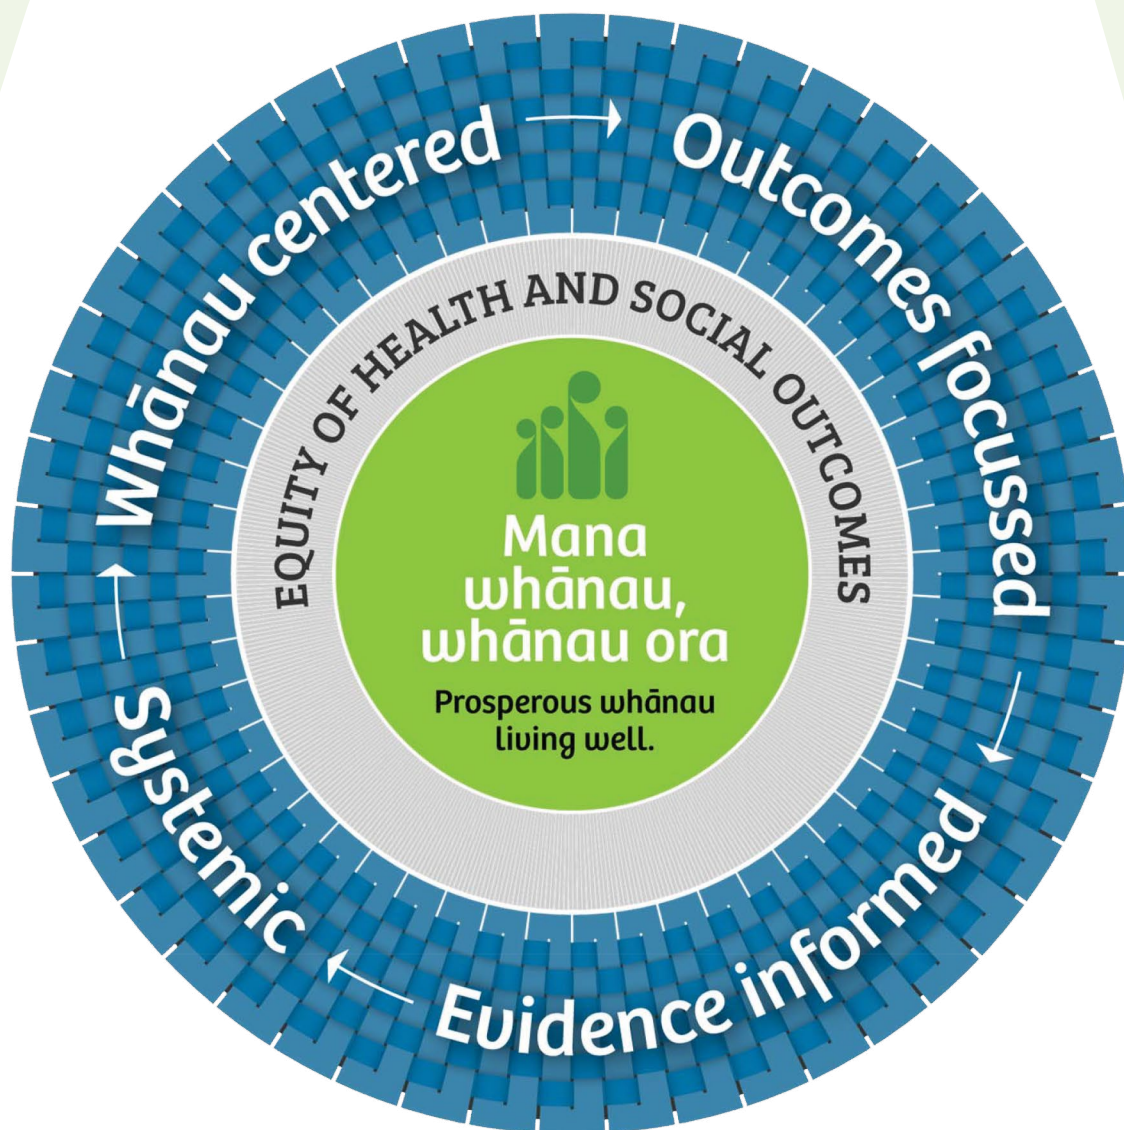 Whānau centered
Outcomes focussed
Evidence informed
Systemic
EQUITY OF HEALTH AND SOCIAL OUTCOMES
Mana
whānau,
whānau ora
Prosperous whānau
living well.